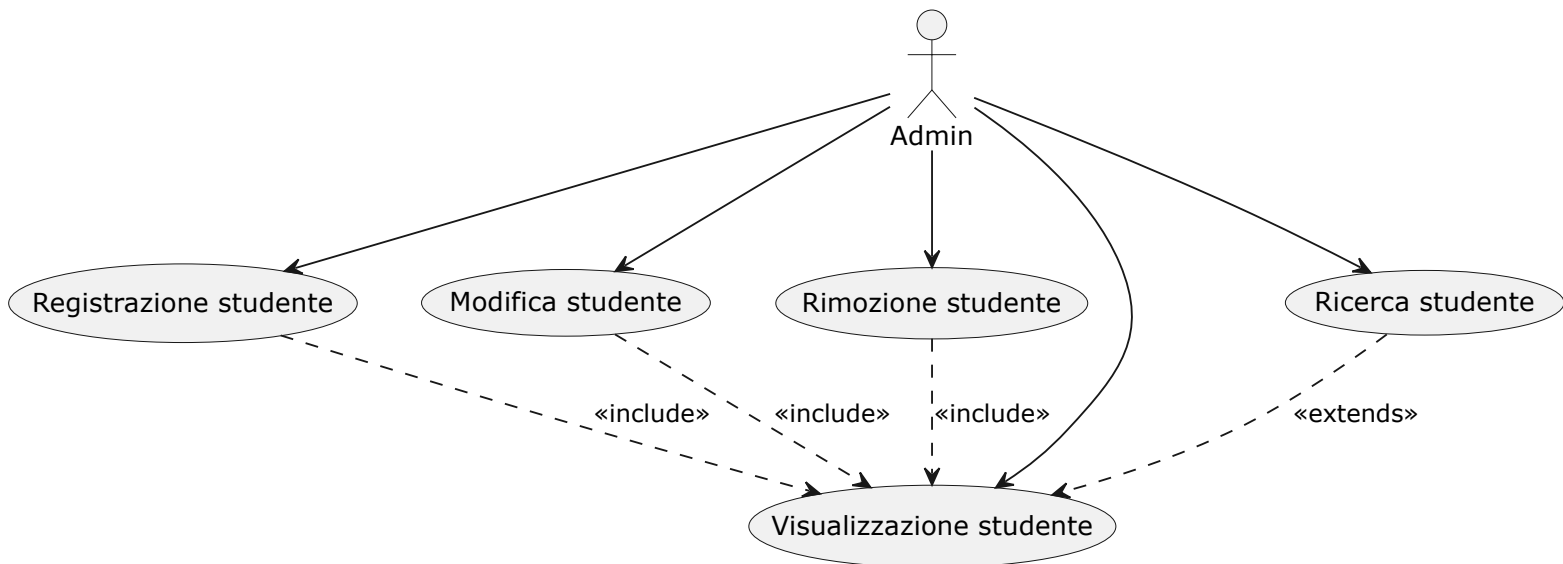 Admin
Registrazione studente
Modifica studente
Rimozione studente
Ricerca studente
«include»
«include»
«include»
«extends»
Visualizzazione studente